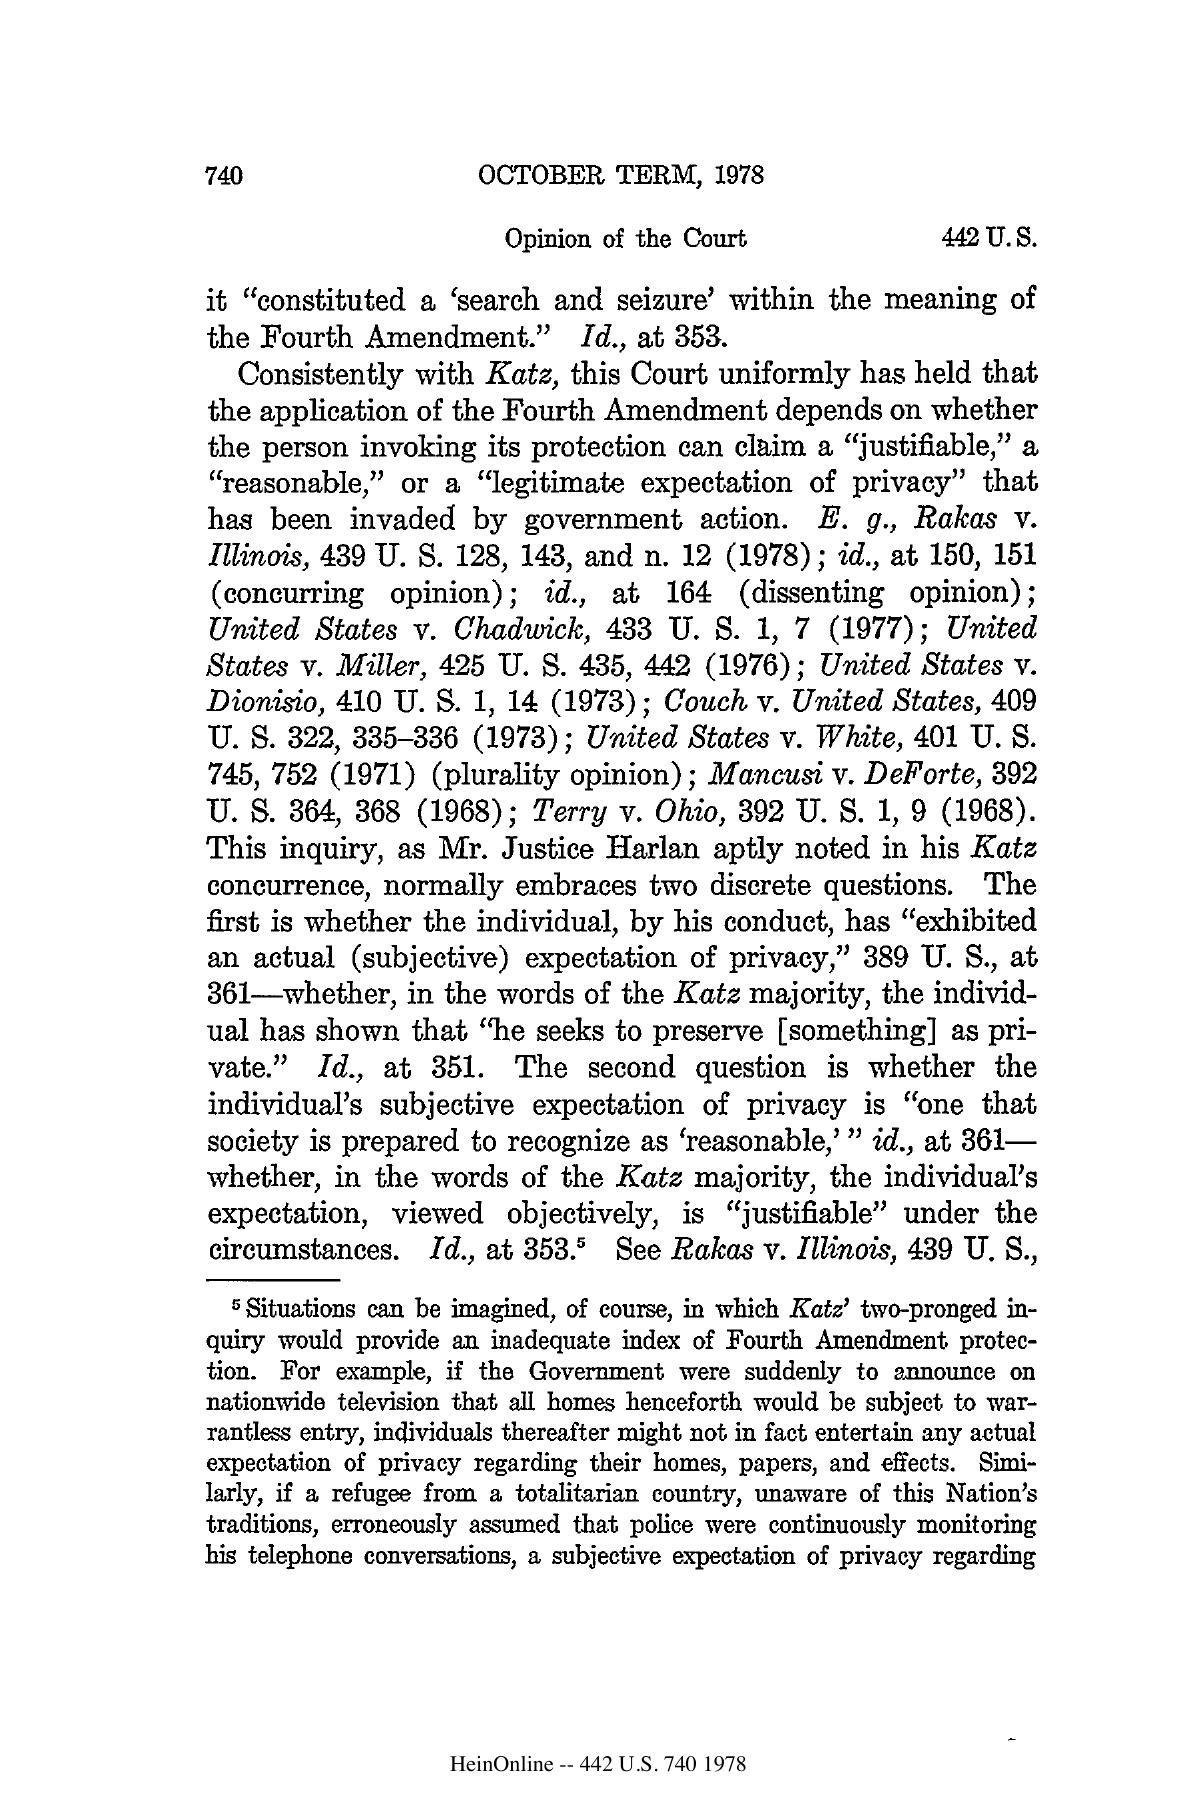 740 OCTOBER TERM, 1978
Opinion of the Court 442 U. S.
it “constituted a ‘search and seizure’ within the meaning of
the Fourth Amendment.” Id., at 353.
Consistently with Katz, this Court uniformly has held that
the application of the Fourth Amendment depends on whether
the person invoking its protection can claim a “justifiable,” a
“reasonable,” or a “legitimate expectation of privacy” that
has been invaded by government action. E. g., Rakas v.
Illinois, 439 U. S. 128, 143, and n. 12 (1978); id., at 150, 151
(concurring opinion); id., at 164 (dissenting opinion);
United States v. Chadwick, 433 U. S. 1, 7 (1977); United
States v. Miller, 425 U. S. 435, 442 (1976); United States v.
Dionisio, 410 U. S. 1, 14 (1973); Couch v. United States, 409
U. S. 322, 335–336 (1973); United States v. White, 401 U. S.
745, 752 (1971) (plurality opinion); Mancusi v. DeForte, 392
U. S. 364, 368 (1968); Terry v. Ohio, 392 U. S. 1, 9 (1968).
This inquiry, as Mr. Justice Harlan aptly noted in his Katz
concurrence, normally embraces two discrete questions. The
first is whether the individual, by his conduct, has “exhibited
an actual (subjective) expectation of privacy,” 389 U. S., at
361—whether, in the words of the Katz majority, the individ-
ual has shown that “he seeks to preserve [something] as pri-
vate.” Id., at 351. The second question is whether the
individual’s subjective expectation of privacy is “one that
society is prepared to recognize as ‘reasonable,’ ” id., at 361—
whether, in the words of the Katz majority, the individual’s
expectation, viewed objectively, is “justifiable” under the
circumstances. Id., at 353.⁵ See Rakas v. Illinois, 439 U. S.,
⁵ Situations can be imagined, of course, in which Katz’ two-pronged in-
quiry would provide an inadequate index of Fourth Amendment protec-
tion. For example, if the Government were suddenly to announce on
nationwide television that all homes henceforth would be subject to war-
rantless entry, individuals thereafter might not in fact entertain any actual
expectation of privacy regarding their homes, papers, and effects. Simi-
larly, if a refugee from a totalitarian country, unaware of this Nation’s
traditions, erroneously assumed that police were continuously monitoring
his telephone conversations, a subjective expectation of privacy regarding
HeinOnline -- 442 U.S. 740 1978